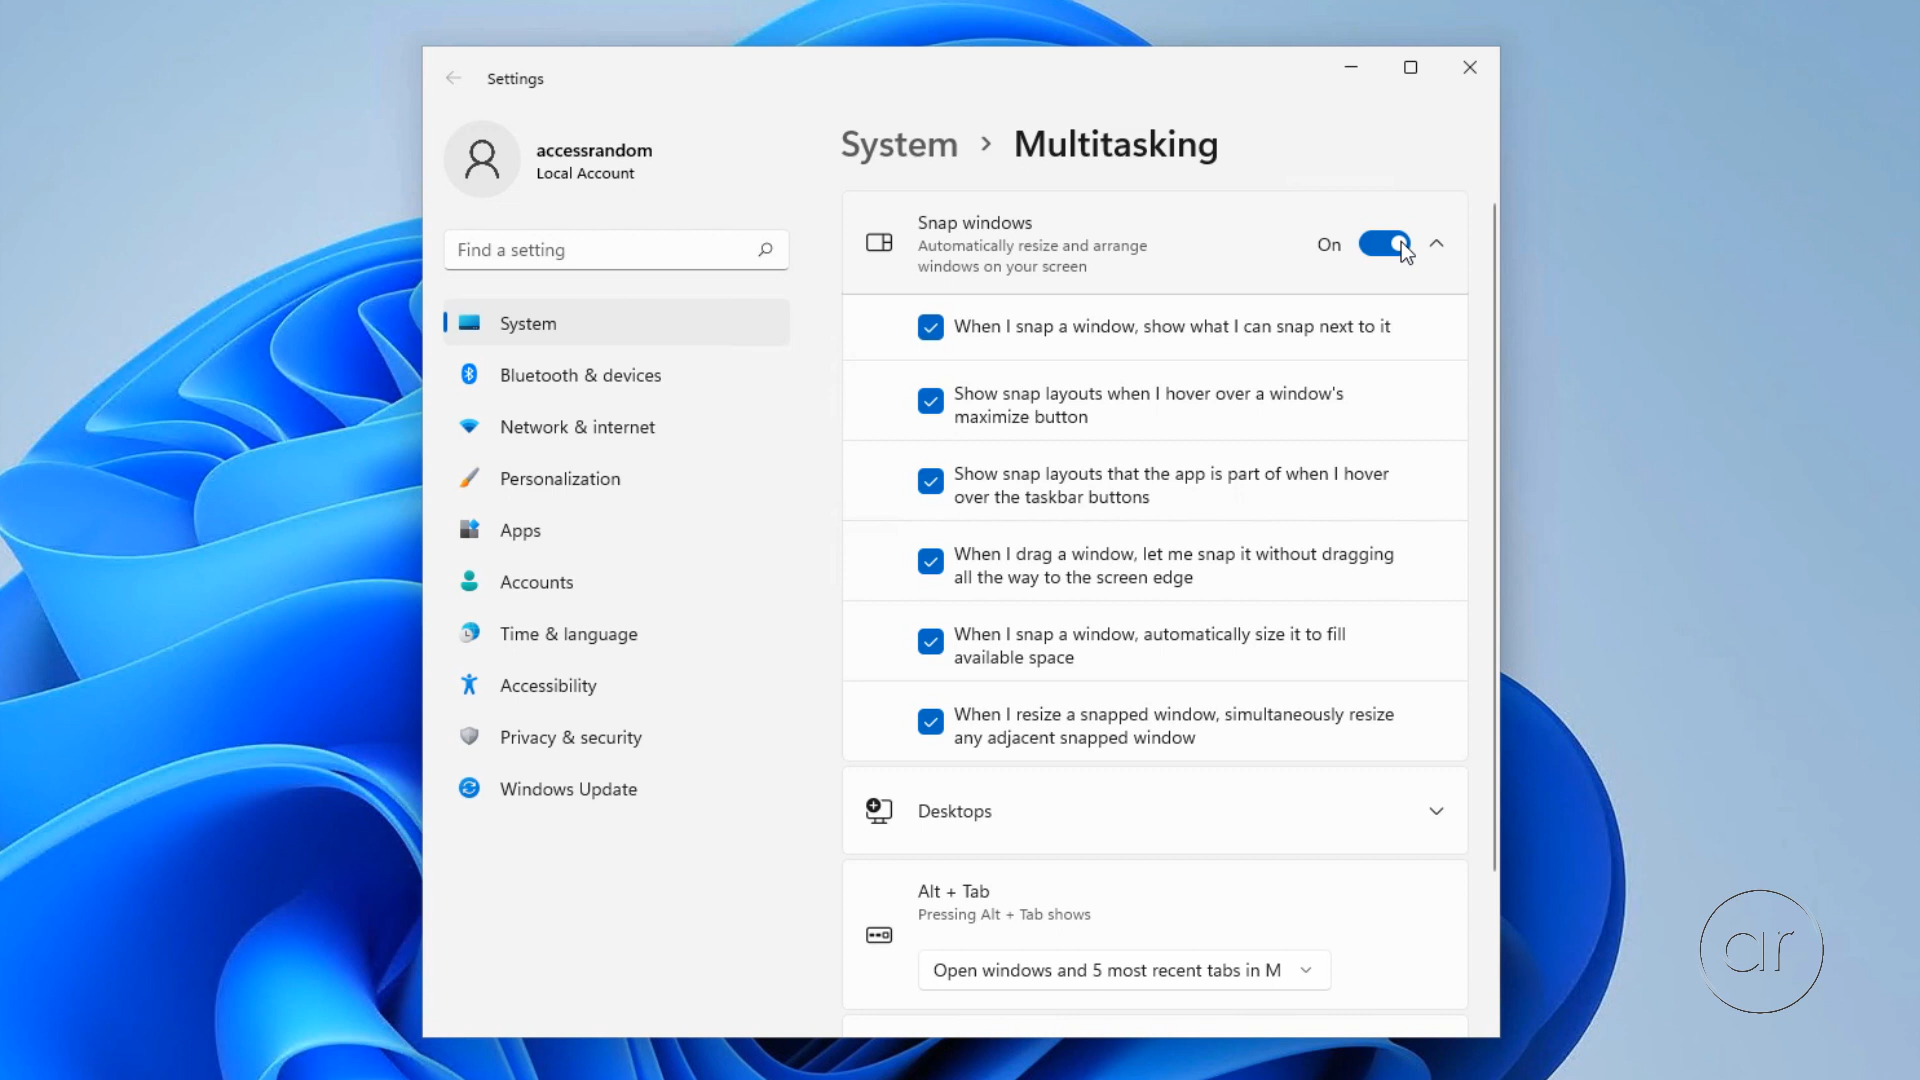 Settings
accessrandom
Local Account
Find a setting
System
Bluetooth & devices
Network & internet
Personalization
Apps
Accounts
Time & language
Accessibility
Privacy & security
Windows Update
System > Multitasking
Snap windows
Automatically resize and arrange
windows on your screen
On
When I snap a window, show what I can snap next to it
Show snap layouts when I hover over a window's
maximize button
Show snap layouts that the app is part of when I hover
over the taskbar buttons
When I drag a window, let me snap it without dragging
all the way to the screen edge
When I snap a window, automatically size it to fill
available space
When I resize a snapped window, simultaneously resize
any adjacent snapped window
Desktops
Alt + Tab
Pressing Alt + Tab shows
Open windows and 5 most recent tabs in M
ar